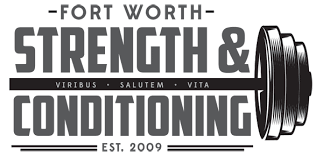 -FORT WORTH-
STRENGTH &
VIRIBUS · SALUTEM · VITA
CONDITIONING
EST. 2009